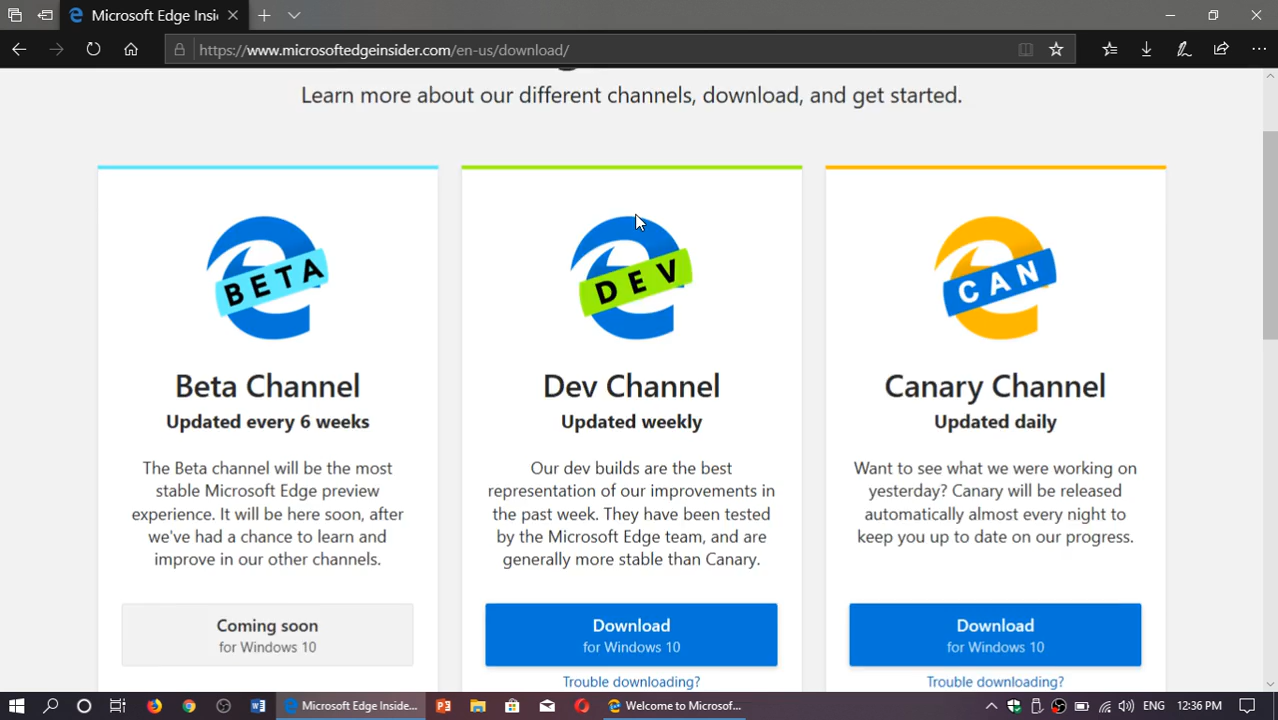 Microsoft Edge Insi
https://www.microsoftedgeinsider.com/en-us/download/
Learn more about our different channels, download, and get started.
BETA
Beta Channel
Updated every 6 weeks
The Beta channel will be the most
stable Microsoft Edge preview
experience. It will be here soon, after
we've had a chance to learn and
improve in our other channels.
Coming soon
for Windows 10
DEV
Dev Channel
Updated weekly
Our dev builds are the best
representation of our improvements in
the past week. They have been tested
by the Microsoft Edge team, and are
generally more stable than Canary.
Download
for Windows 10
Trouble downloading?
CAN
Canary Channel
Updated daily
Want to see what we were working on
yesterday? Canary will be released
automatically almost every night to
keep you up to date on our progress.
Download
for Windows 10
Trouble downloading?
Microsoft Edge Inside...
Welcome to Microsof...
ENG
12:36 PM